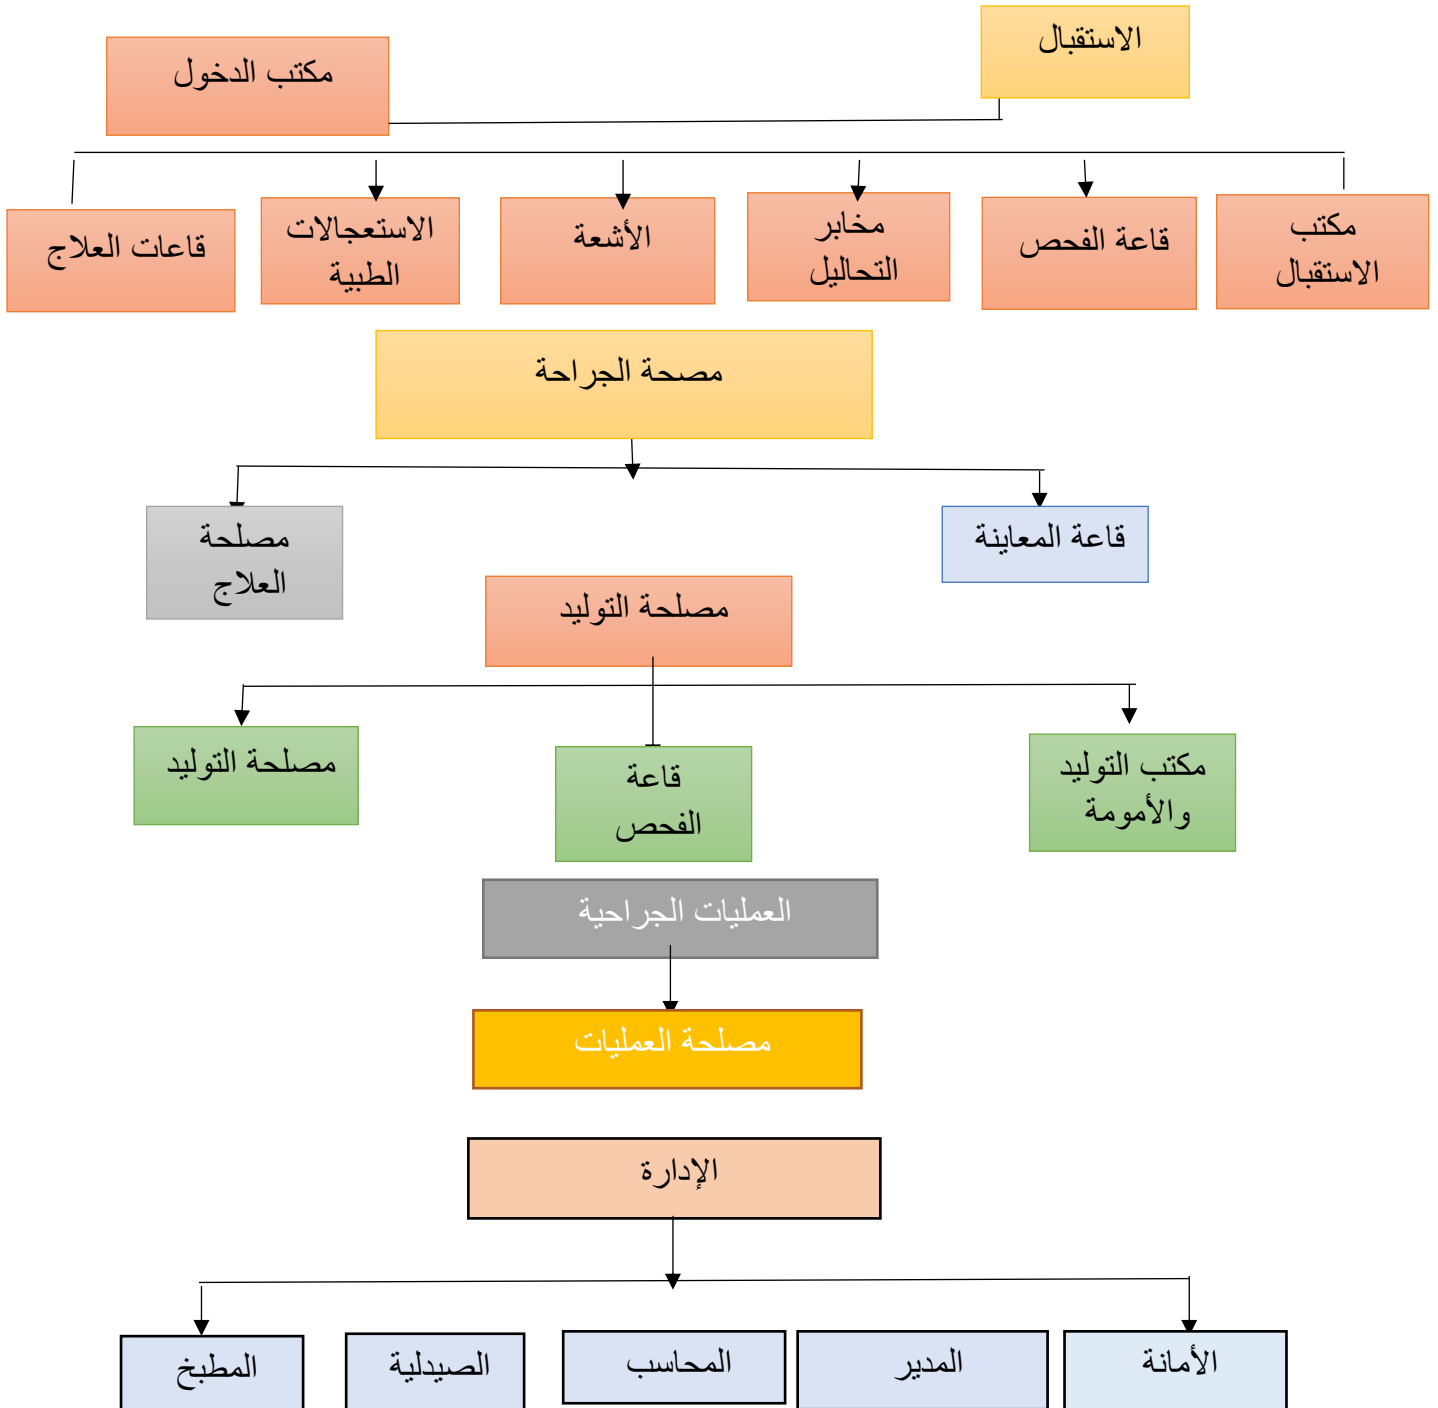 الاستقبال
مكتب الدخول
مكتب
الاستقبال
قاعة الفحص
مخابر
التحاليل
الأشعة
الاستعجالات
الطبية
قاعات العلاج
مصحة الجراحة
قاعة المعاينة
مصلحة
العلاج
مصلحة التوليد
مكتب التوليد
والأمومة
قاعة
الفحص
مصلحة التوليد
العمليات الجراحية
مصلحة العمليات
الإدارة
الأمانة
المدير
المحاسب
الصيدلية
المطبخ